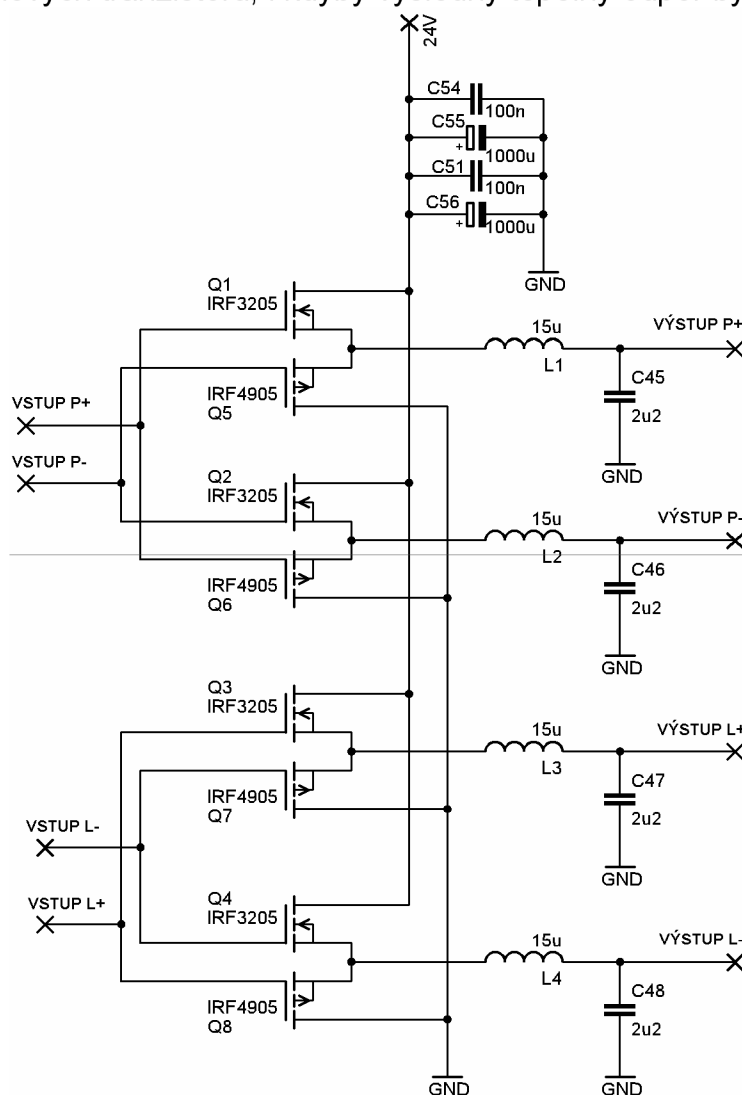 24V
C54
100n
C55
+
1000u
C51
100n
C56
+
1000u
GND
Q1
IRF3205
15u
L1
VÝSTUP P+
C45
2u2
GND
IRF4905
Q5
VSTUP P+
VSTUP P-
Q2
IRF3205
15u
L2
VÝSTUP P-
C46
2u2
GND
IRF4905
Q6
Q3
IRF3205
15u
L3
VÝSTUP L+
C47
2u2
GND
IRF4905
Q7
VSTUP L-
VSTUP L+
Q4
IRF3205
15u
L4
VÝSTUP L-
C48
2u2
IRF4905
Q8
GND
GND